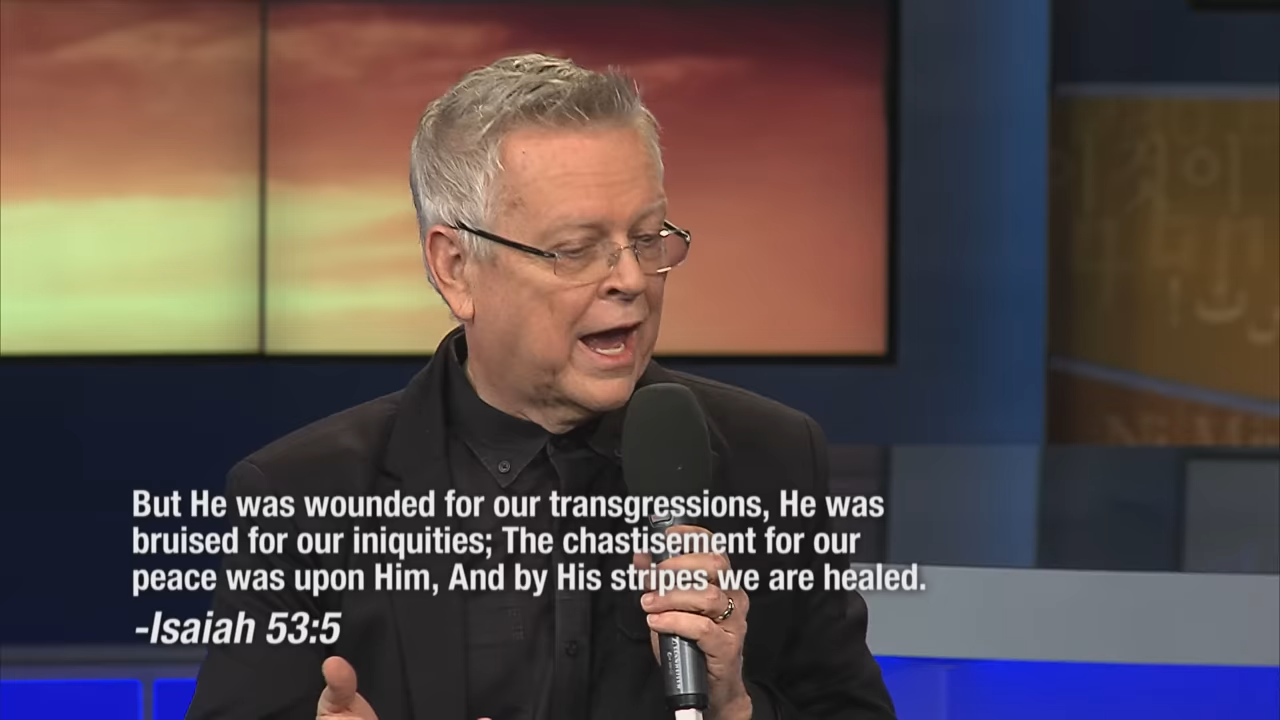 But He was wounded for our transgressions, He was
bruised for our iniquities; The chastisement for our
peace was upon Him, And by His stripes we are healed.
-Isaiah 53:5